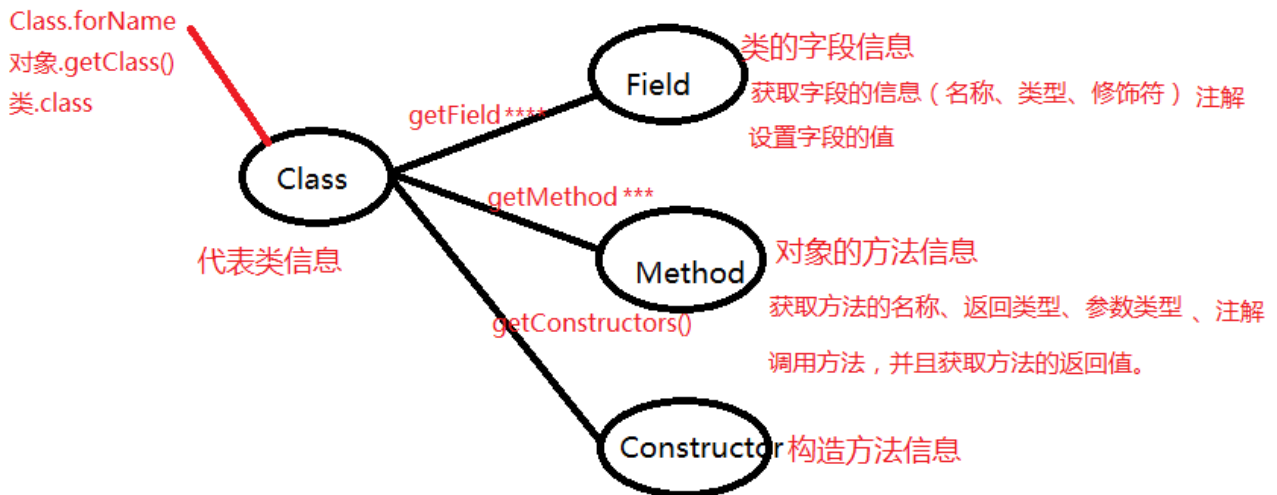 Class.forName
对象.getClass()
类.class
Class
代表类信息
getField ****
Field
类的字段信息
获取字段的信息（名称、类型、修饰符）注解
设置字段的值
getMethod ***
Method
对象的方法信息
获取方法的名称、返回类型、参数类型 、注解
调用方法，并且获取方法的返回值。
getConstructors()
Constructor
构造方法信息